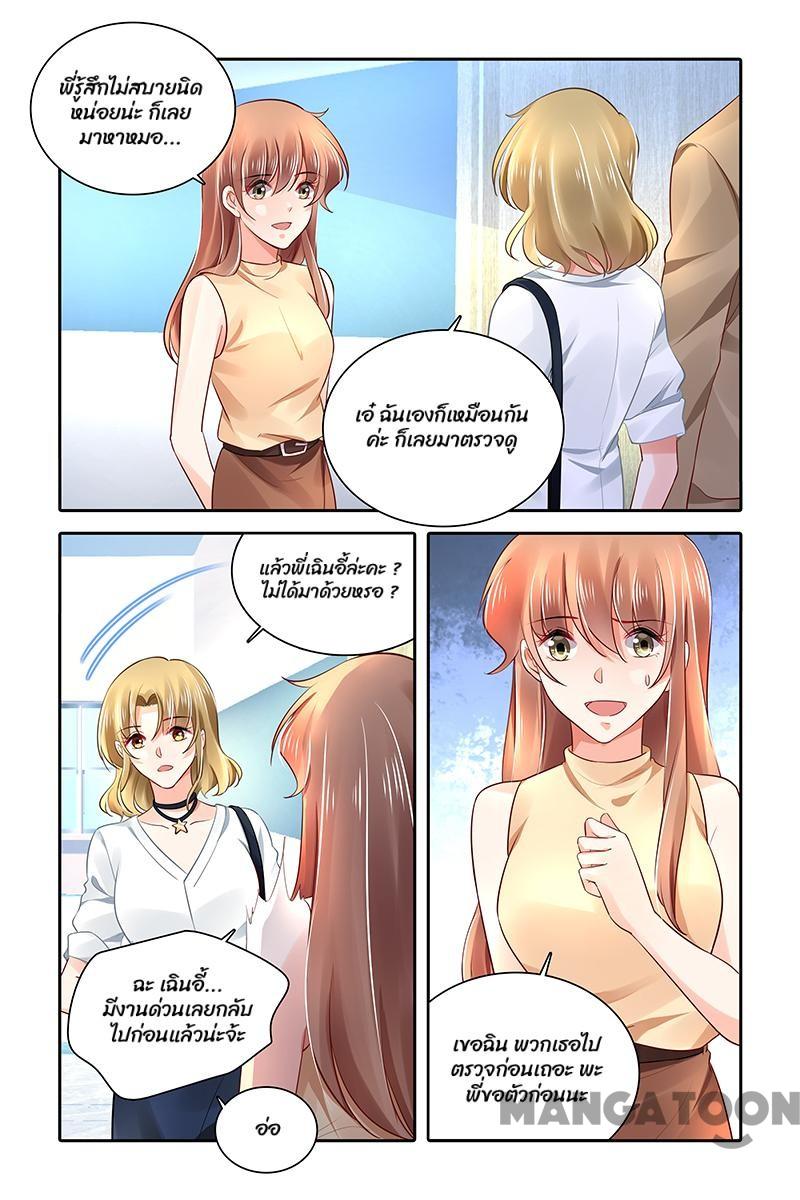 พี่รู้สึกไม่สบายนิด
หน่อยน่ะ ก็เลย
มาหาหมอ...
เอ๋ ฉันเองก็เหมือนกัน
ค่ะ ก็เลยมาตรวจดู
แล้วพี่เฉินอี้ล่ะคะ ?
ไม่ได้มาด้วยหรอ ?
ฉะ เฉินอี้...
มีงานด่วนเลยกลับ
ไปก่อนแล้วน่ะจ้ะ
อ่อ
เขอฉิน พวกเธอไป
ตรวจก่อนเถอะ พะ
พี่ขอตัวก่อนนะ
MANGATOON